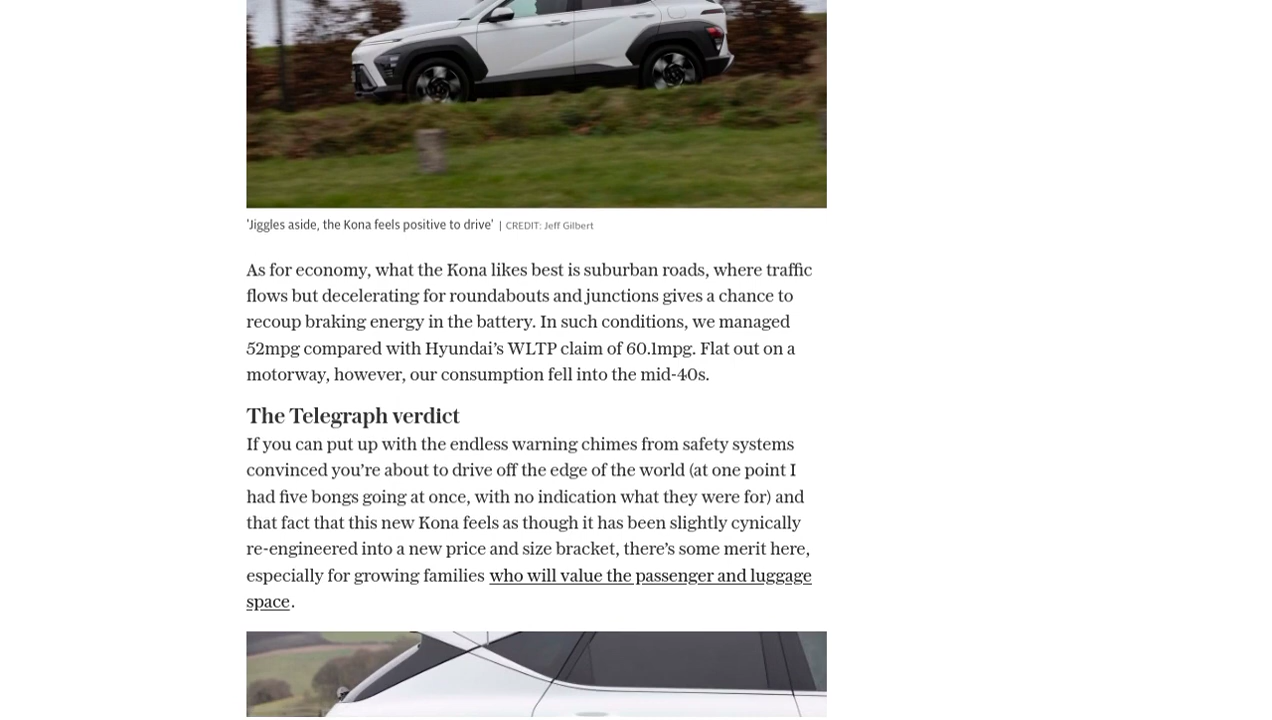 'Jiggles aside, the Kona feels positive to drive' | CREDIT: Jeff Gilbert
As for economy, what the Kona likes best is suburban roads, where traffic
flows but decelerating for roundabouts and junctions gives a chance to
recoup braking energy in the battery. In such conditions, we managed
52mpg compared with Hyundai’s WLTP claim of 60.1mpg. Flat out on a
motorway, however, our consumption fell into the mid-40s.
The Telegraph verdict
If you can put up with the endless warning chimes from safety systems
convinced you’re about to drive off the edge of the world (at one point I
had five bongs going at once, with no indication what they were for) and
that fact that this new Kona feels as though it has been slightly cynically
re-engineered into a new price and size bracket, there’s some merit here,
especially for growing families who will value the passenger and luggage
space.